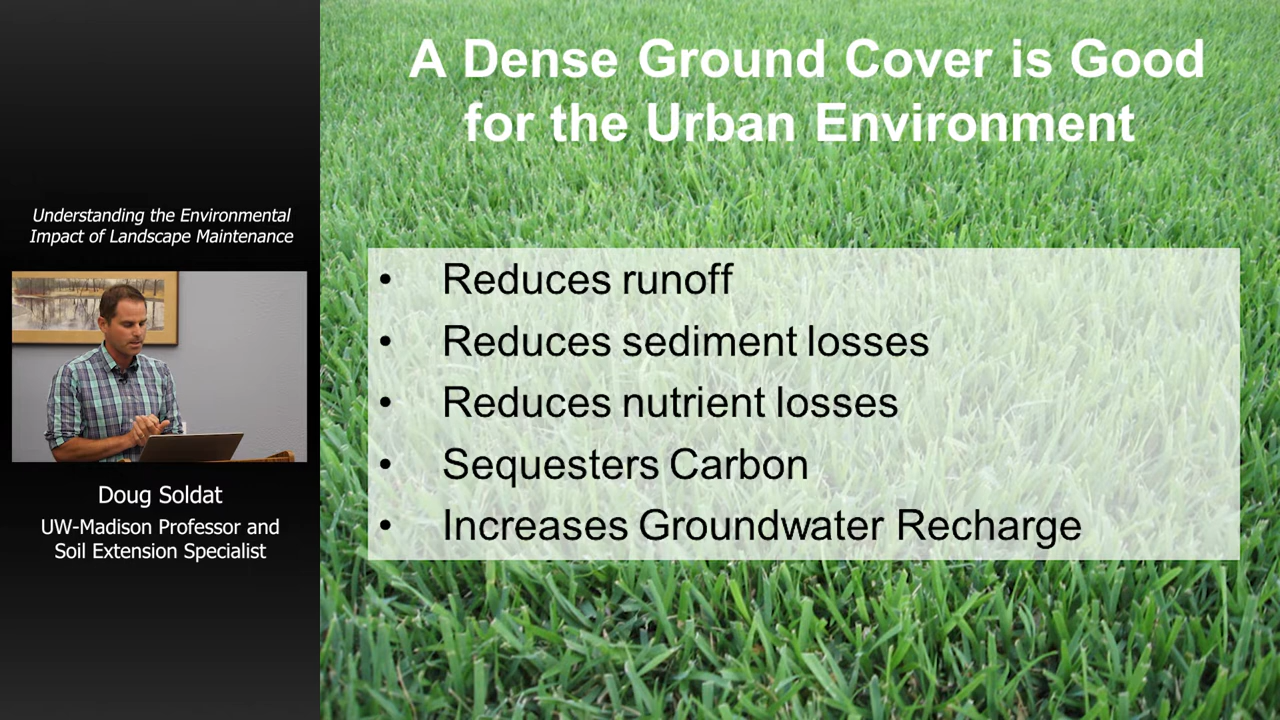 A Dense Ground Cover is Good
for the Urban Environment
Understanding the Environmental
Impact of Landscape Maintenance
• Reduces runoff
• Reduces sediment losses
• Reduces nutrient losses
• Sequesters Carbon
• Increases Groundwater Recharge
Doug Soldat
UW-Madison Professor and
Soil Extension Specialist